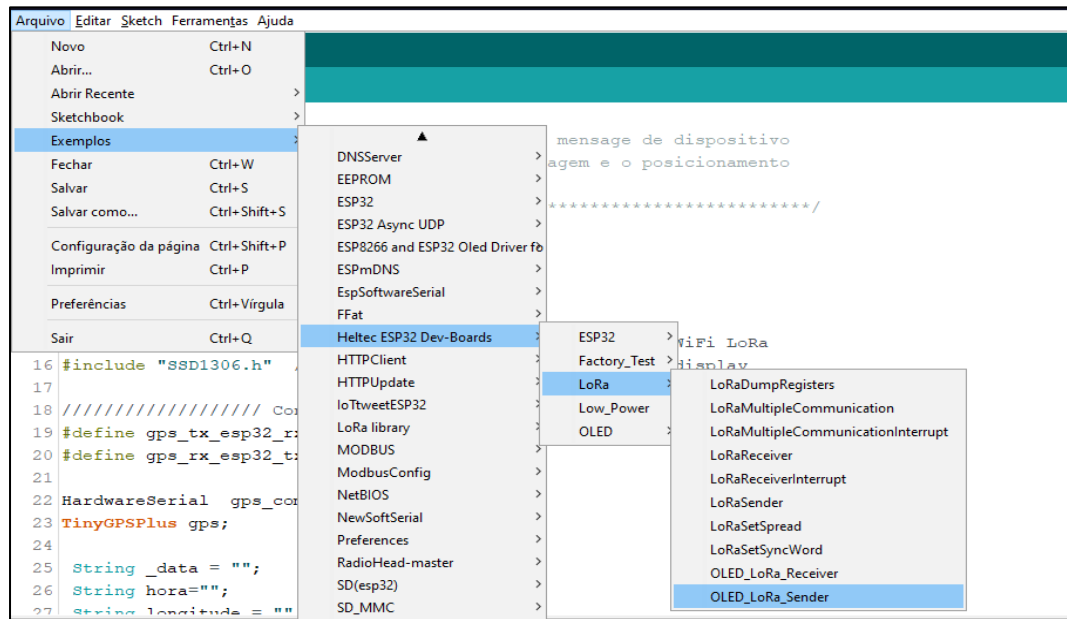 Arquivo Editar Sketch Ferramentas Ajuda
Novo Ctrl+N
Abrir... Ctrl+O
Abrir Recente
Sketchbook
Exemplos
Fechar Ctrl+W
Salvar Ctrl+S
Salvar como... Ctrl+Shift+S
Configuração da página Ctrl+Shift+P
Imprimir Ctrl+P
Preferências Ctrl+Vírgula
Sair Ctrl+Q
DNSServer
EEPROM
ESP32
ESP32 Async UDP
ESP8266 and ESP32 Oled Driver fo
ESPmDNS
EspSoftwareSerial
FFat
Heltec ESP32 Dev-Boards
HTTPClient
HTTPUpdate
IoTtweetESP32
LoRa library
MODBUS
ModbusConfig
NetBIOS
NewSoftSerial
Preferences
RadioHead-master
SD(esp32)
SD_MMC
ESP32
Factory_Test
LoRa
Low_Power
OLED
LoRaDumpRegisters
LoRaMultipleCommunication
LoRaMultipleCommunicationInterrupt
LoRaReceiver
LoRaReceiverInterrupt
LoRaSender
LoRaSetSpread
LoRaSetSyncWord
OLED_LoRa_Receiver
OLED_LoRa_Sender
mensage de dispositivo
agem e o posicionamento
*************************/
WiFi LoRa
display
16 #include "SSD1306.h" /
17
18 /////////////////// Co
19 #define gps_tx_esp32_r
20 #define gps_rx_esp32_t
21
22 HardwareSerial gps_co
23 TinyGPSPlus gps;
24
25 String _data = "";
26 String hora="";
27 String longitude = ""